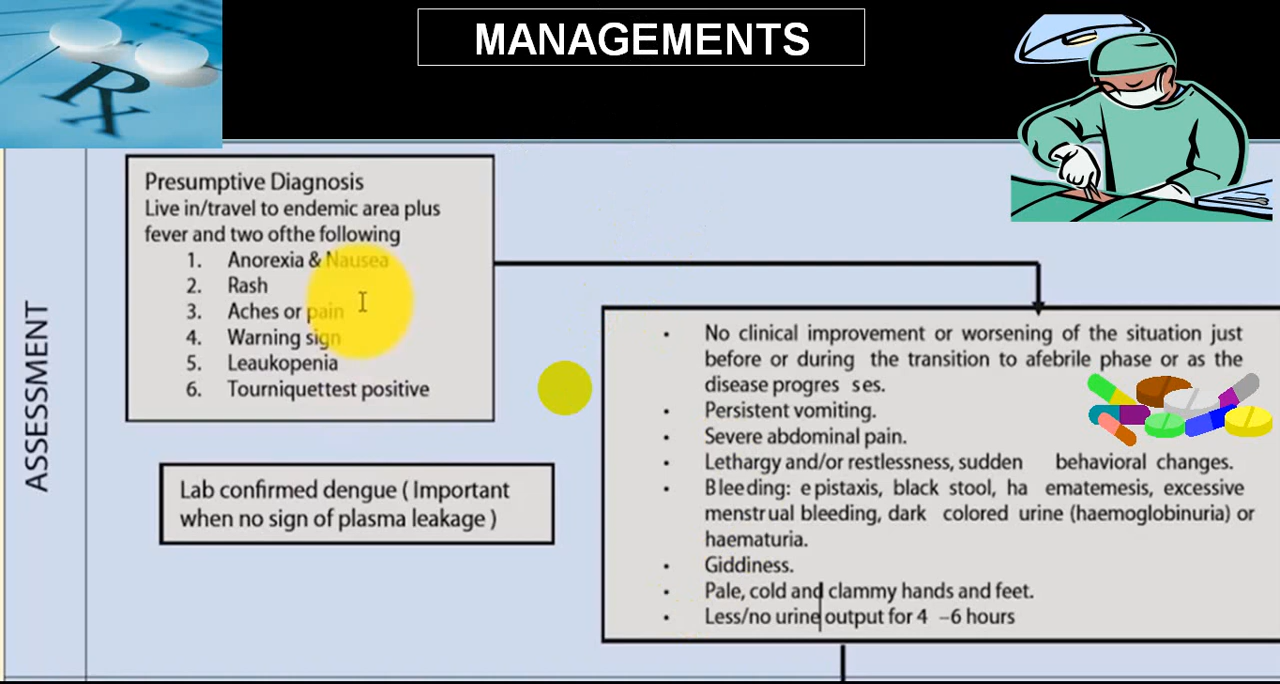 MANAGEMENTS
Rx
ASSESSMENT
Presumptive Diagnosis
Live in/travel to endemic area plus
fever and two ofthe following
1. Anorexia & Nausea
2. Rash
3. Aches or pain
4. Warning sign
5. Leaukopenia
6. Tourniquettest positive
Lab confirmed dengue ( Important
when no sign of plasma leakage )
• No clinical improvement or worsening of the situation just
before or during the transition to afebrile phase or as the
disease progres ses.
• Persistent vomiting.
• Severe abdominal pain.
• Lethargy and/or restlessness, sudden behavioral changes.
• Bleeding: e pistaxis, black stool, ha ematemesis, excessive
menstrual bleeding, dark colored urine (haemoglobinuria) or
haematuria.
• Giddiness.
• Pale, cold and clammy hands and feet.
• Less/no urine output for 4 –6 hours